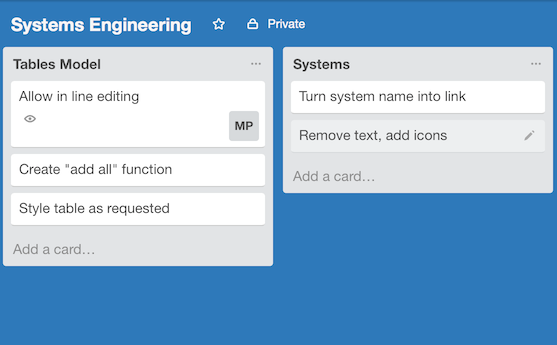 Systems Engineering Private
Tables Model
Allow in line editing
MP
Create "add all" function
Style table as requested
Add a card…
Systems
Turn system name into link
Remove text, add icons
Add a card…